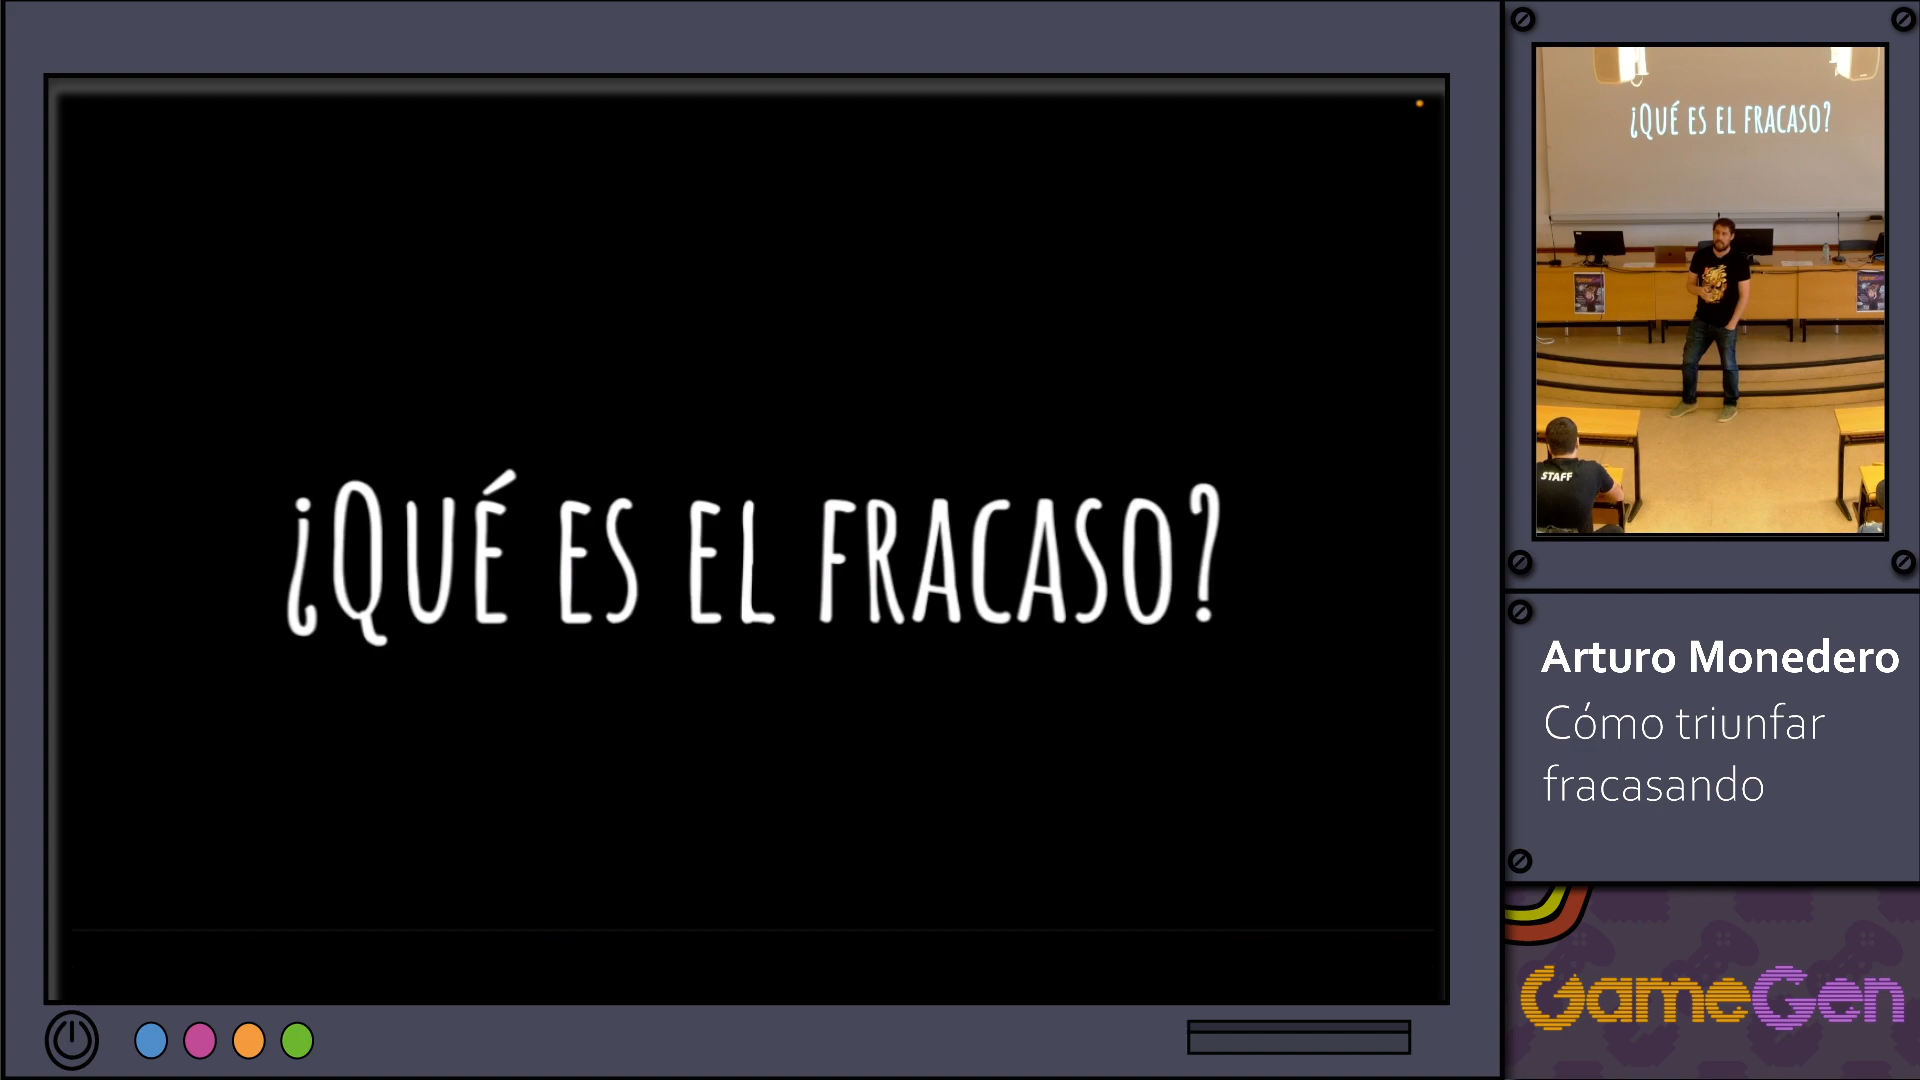 ¿QUÉ ES EL FRACASO?
¿QUÉ ES EL FRACASO?
STAFF
Arturo Monedero
Cómo triunfar
fracasando
GameGen